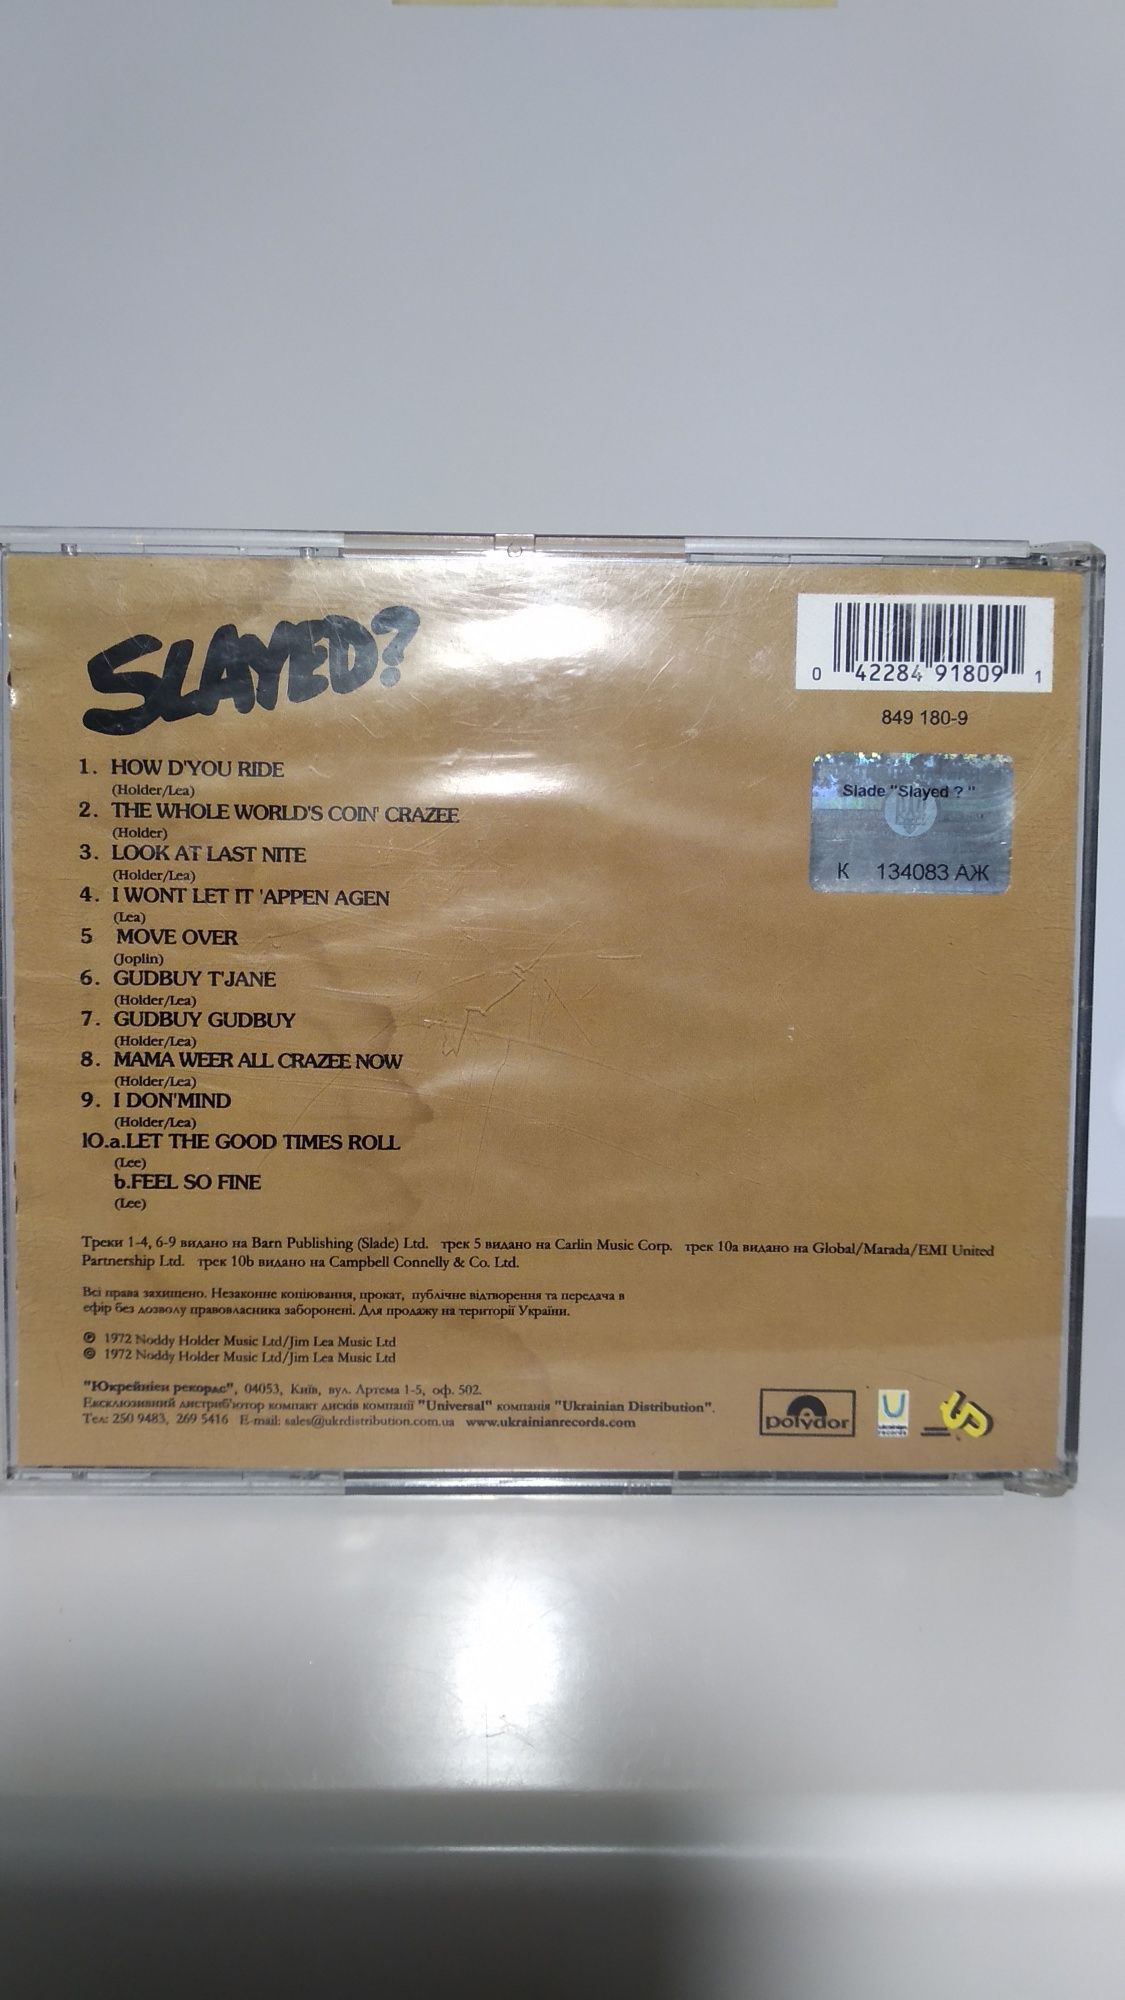 SLAYED?
0 42284 91809 1
849 180-9
Slade "Slayed ? "
К 134083 АЖ
1. HOW D'YOU RIDE
(Holder/Lea)
2. THE WHOLE WORLD'S COIN' CRAZEE
(Holder)
3. LOOK AT LAST NITE
(Holder/Lea)
4. I WONT LET IT 'APPEN AGEN
(Lea)
5 MOVE OVER
(Joplin)
6. GUDBUY T'JANE
(Holder/Lea)
7. GUDBUY GUDBUY
(Holder/Lea)
8. MAMA WEER ALL CRAZEE NOW
(Holder/Lea)
9. I DON'MIND
(Holder/Lea)
10.a.LET THE GOOD TIMES ROLL
(Lee)
b.FEEL SO FINE
(Lee)
Треки 1-4, 6-9 видано на Barn Publishing (Slade) Ltd. трек 5 видано на Carlin Music Corp. трек 10a видано на Global/Marada/EMI United
Partnership Ltd. трек 10b видано на Campbell Connelly & Co. Ltd.
Всі права захищено. Незаконне копіювання, прокат, публічне відтворення та передача в
ефір без дозволу правовласника заборонені. Для продажу на території України.
℗ 1972 Noddy Holder Music Ltd/Jim Lea Music Ltd
© 1972 Noddy Holder Music Ltd/Jim Lea Music Ltd
"Юкрейнієн рекордс", 04053, Київ, вул. Артема 1-5, оф. 502.
Ексклюзивний дистриб'ютор компакт дисків компанії "Universal" компанія "Ukrainian Distribution".
Тел: 250 9483, 269 5416 E-mail: sales@ukrdistribution.com.ua www.ukrainianrecords.com
polydor
U
ukrainian
records
UD